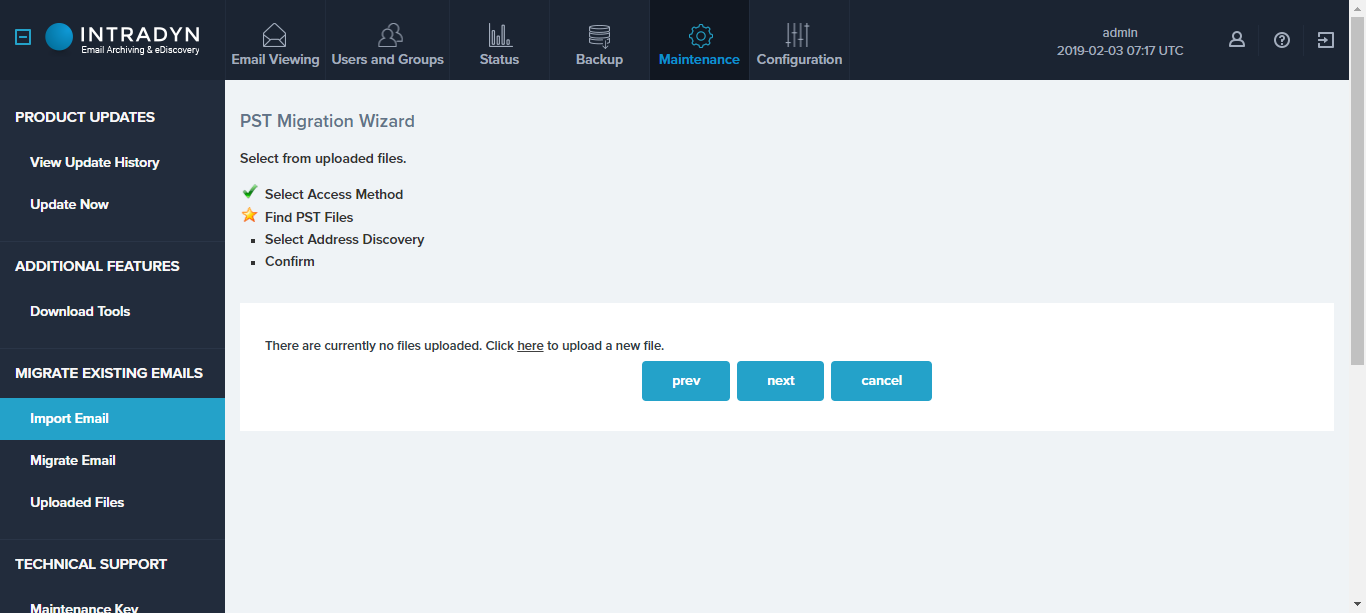 INTRADYN
Email Archiving & eDiscovery
Email Viewing
Users and Groups
Status
Backup
Maintenance
Configuration
admin
2019-02-03 07:17 UTC
PRODUCT UPDATES
View Update History
Update Now
ADDITIONAL FEATURES
Download Tools
MIGRATE EXISTING EMAILS
Import Email
Migrate Email
Uploaded Files
TECHNICAL SUPPORT
Maintenance Key
PST Migration Wizard
Select from uploaded files.
Select Access Method
Find PST Files
Select Address Discovery
Confirm
There are currently no files uploaded. Click here to upload a new file.
prev
next
cancel